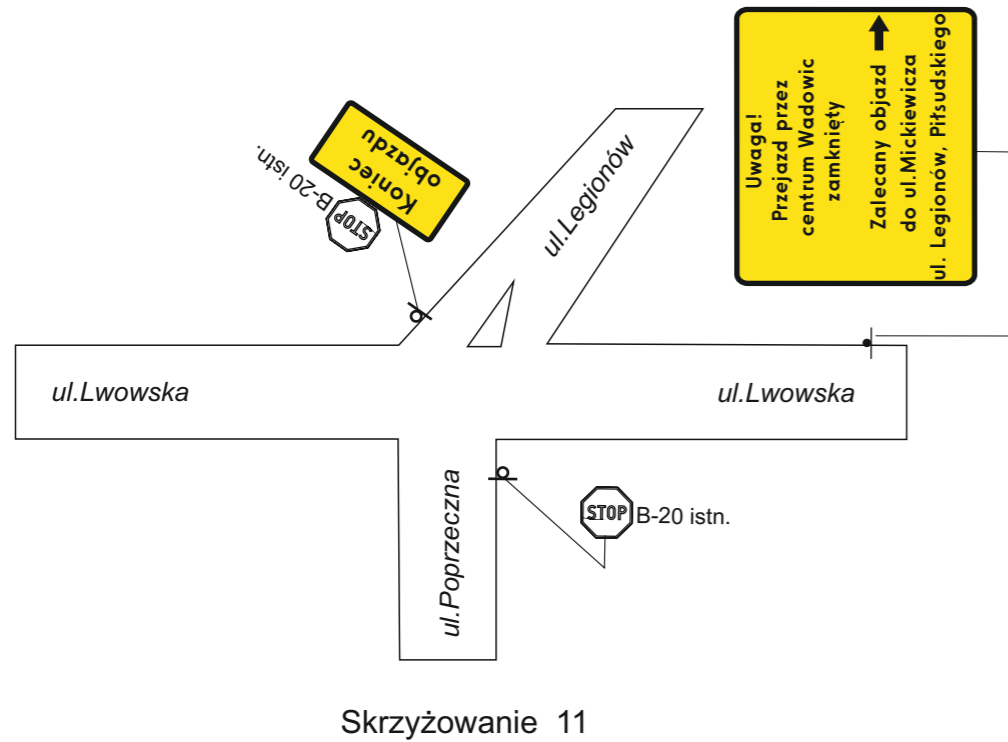 Uwaga!
Przejazd przez
centrum Wadowic
zamknięty
Zalecany objazd
do ul.Mickiewicza
ul. Legionów, Piłsudskiego
Koniec
objazdu
STOP
B-20 istn.
ul.Legionów
ul.Lwowska
ul.Lwowska
ul.Poprzeczna
STOP
B-20 istn.
Skrzyżowanie 11